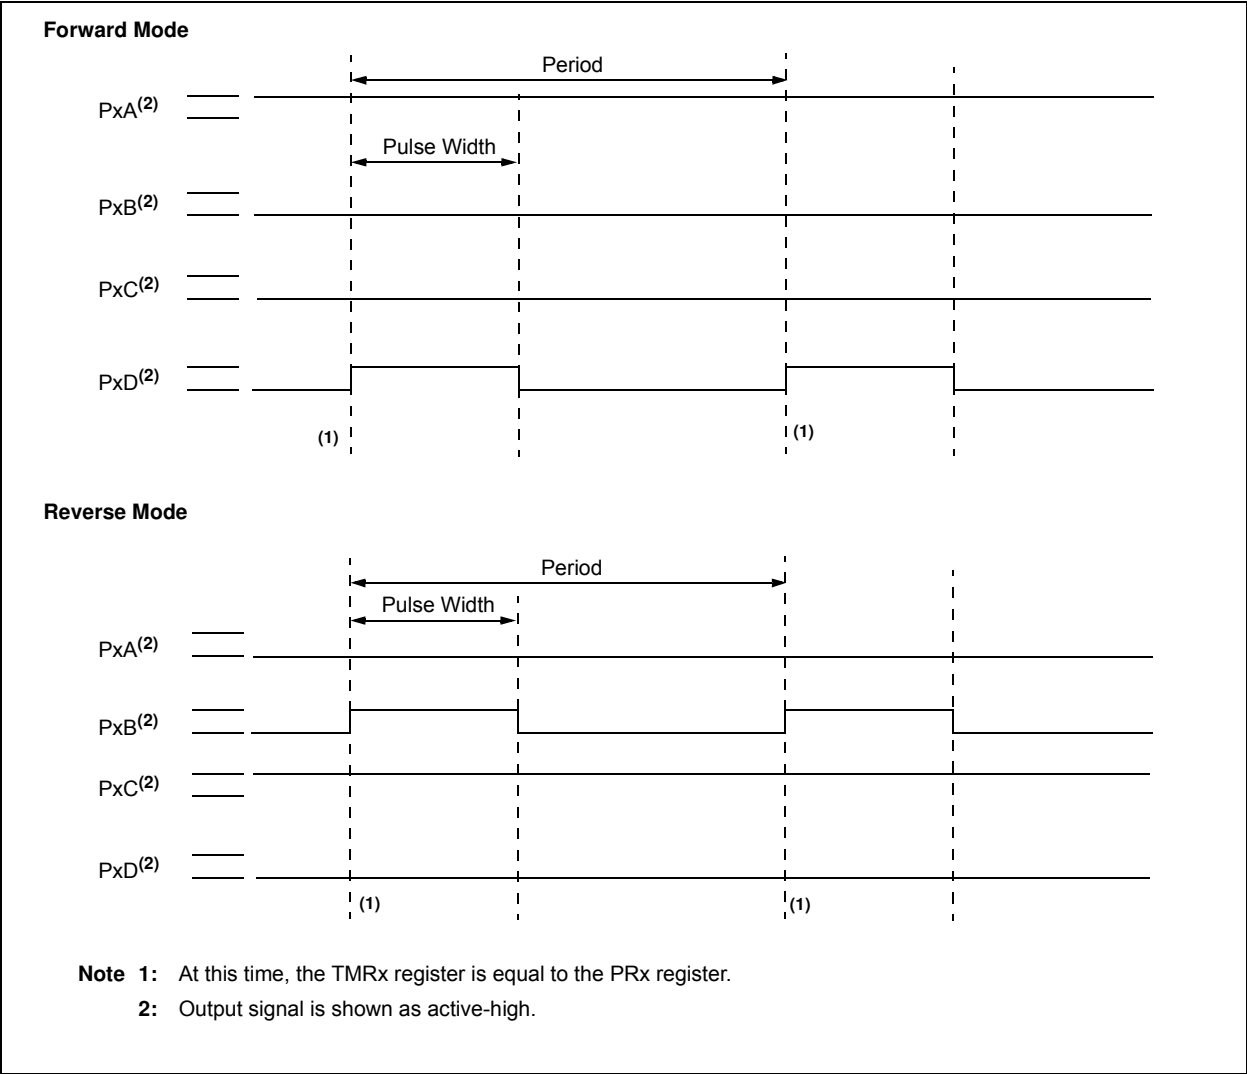 Forward Mode
Period
PxA(2)
Pulse Width
PxB(2)
PxC(2)
PxD(2)
(1)
(1)
Reverse Mode
Period
Pulse Width
PxA(2)
PxB(2)
PxC(2)
PxD(2)
(1)
(1)
Note 1: At this time, the TMRx register is equal to the PRx register.
2: Output signal is shown as active-high.